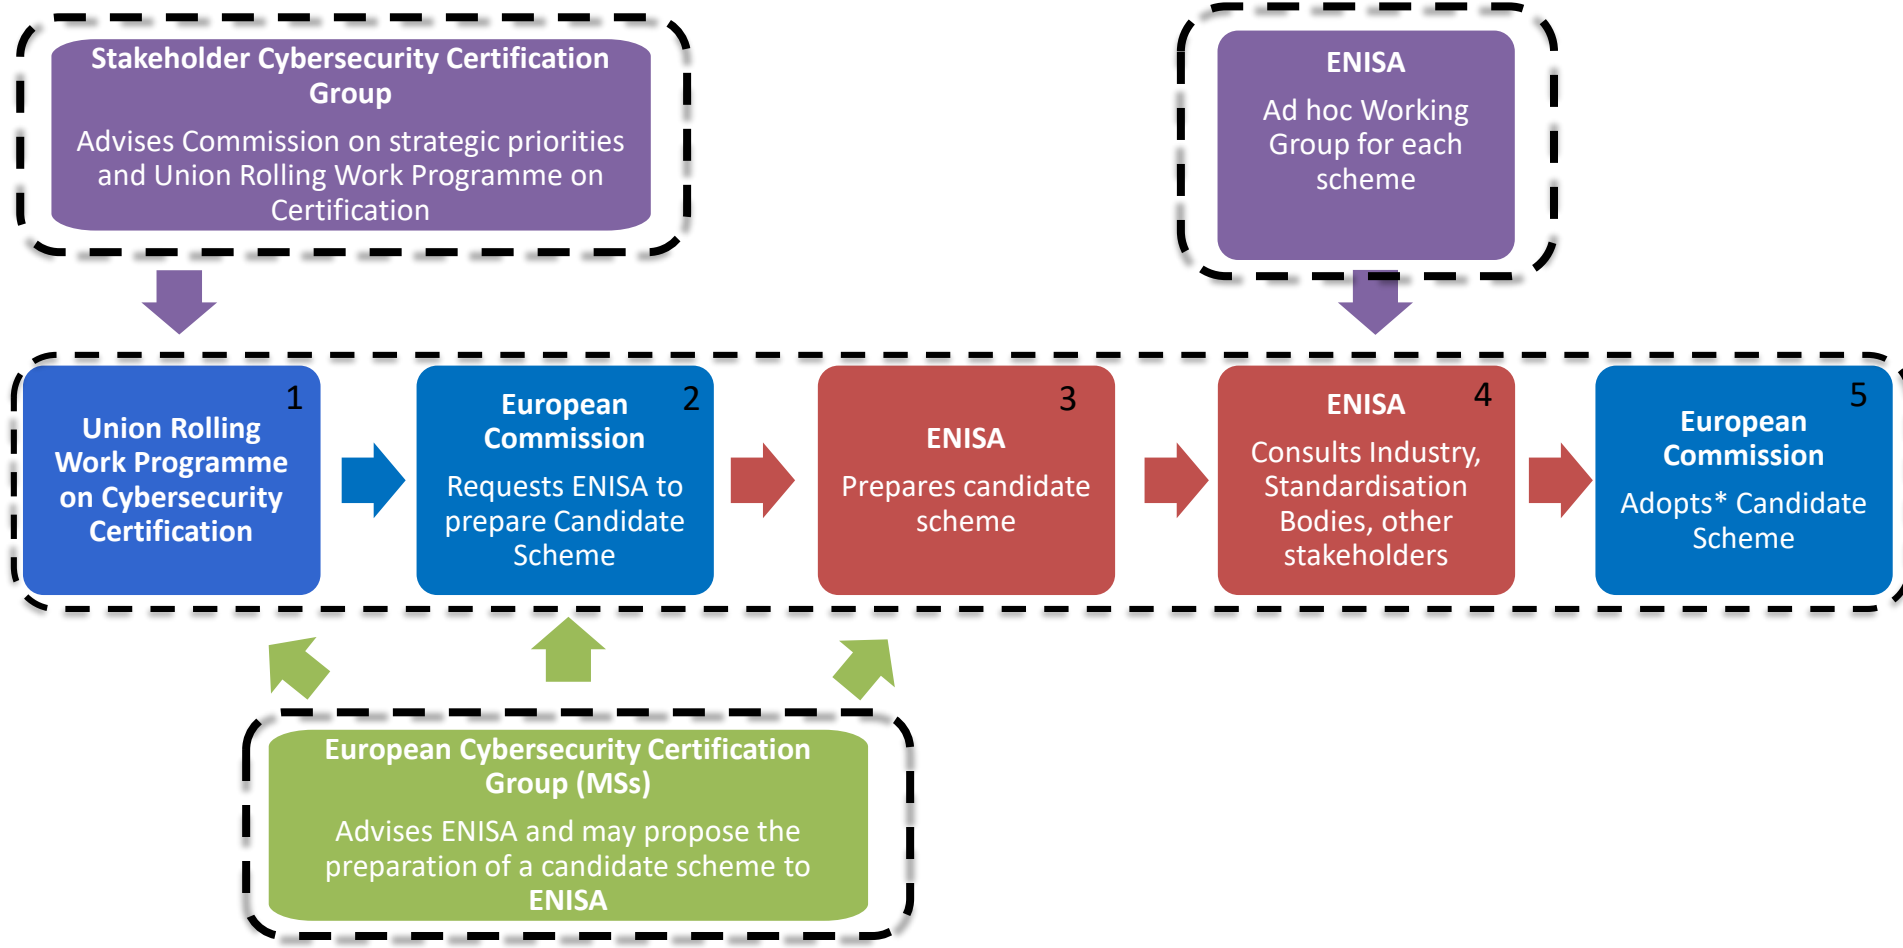 Stakeholder Cybersecurity Certification
Group
Advises Commission on strategic priorities
and Union Rolling Work Programme on
Certification
ENISA
Ad hoc Working
Group for each
scheme
1
Union Rolling
Work Programme
on Cybersecurity
Certification
2
European
Commission
Requests ENISA to
prepare Candidate
Scheme
3
ENISA
Prepares candidate
scheme
4
ENISA
Consults Industry,
Standardisation
Bodies, other
stakeholders
5
European
Commission
Adopts* Candidate
Scheme
European Cybersecurity Certification
Group (MSs)
Advises ENISA and may propose the
preparation of a candidate scheme to
ENISA